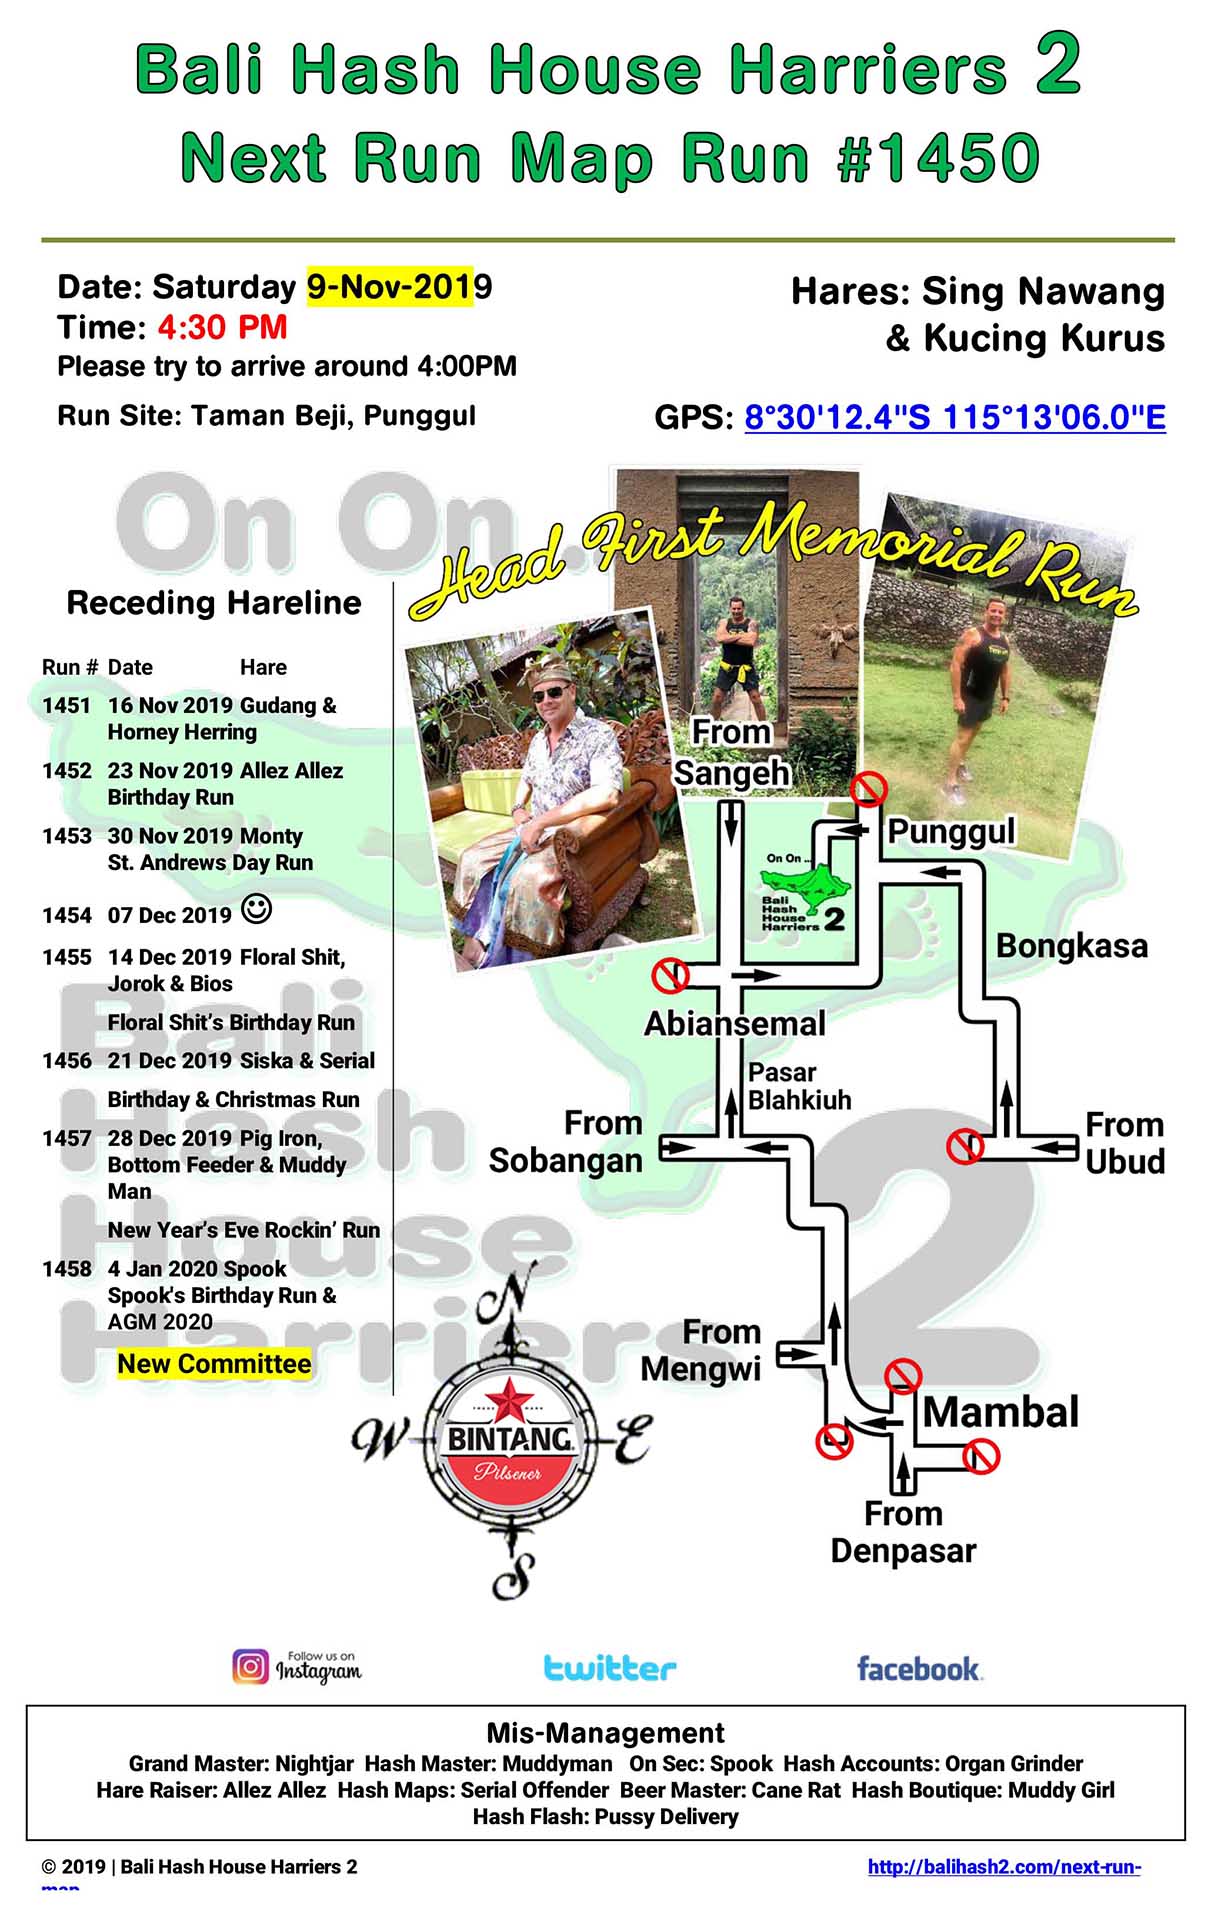 Bali Hash House Harriers 2
Next Run Map Run #1450
Date: Saturday 9-Nov-2019
Time: 4:30 PM
Please try to arrive around 4:00PM
Run Site: Taman Beji, Punggul
Hares: Sing Nawang
& Kucing Kurus
GPS: 8°30'12.4"S 115°13'06.0"E
On On...
Head First Memorial Run
Receding Hareline
Run # Date Hare
1451 16 Nov 2019 Gudang &
Horney Herring
1452 23 Nov 2019 Allez Allez
Birthday Run
1453 30 Nov 2019 Monty
St. Andrews Day Run
1454 07 Dec 2019 ☺
1455 14 Dec 2019 Floral Shit,
Jorok & Bios
Floral Shit's Birthday Run
1456 21 Dec 2019 Siska & Serial
Birthday & Christmas Run
1457 28 Dec 2019 Pig Iron,
Bottom Feeder & Muddy
Man
New Year's Eve Rockin' Run
1458 4 Jan 2020 Spook
Spook's Birthday Run &
AGM 2020
New Committee
Bali
Hash
House
Harriers 2
From
Sangeh
Punggul
On On...
Bali
Hash
House
Harriers 2
Bongkasa
Abiansemal
Pasar
Blahkiuh
From
Sobangan
From
Ubud
From
Mengwi
Mambal
From
Denpasar
N
W
E
S
TRADE MARK
BINTANG
Pilsener
Follow us on
Instagram
twitter
facebook
Mis-Management
Grand Master: Nightjar Hash Master: Muddyman On Sec: Spook Hash Accounts: Organ Grinder
Hare Raiser: Allez Allez Hash Maps: Serial Offender Beer Master: Cane Rat Hash Boutique: Muddy Girl
Hash Flash: Pussy Delivery
© 2019 | Bali Hash House Harriers 2
http://balihash2.com/next-run-
map